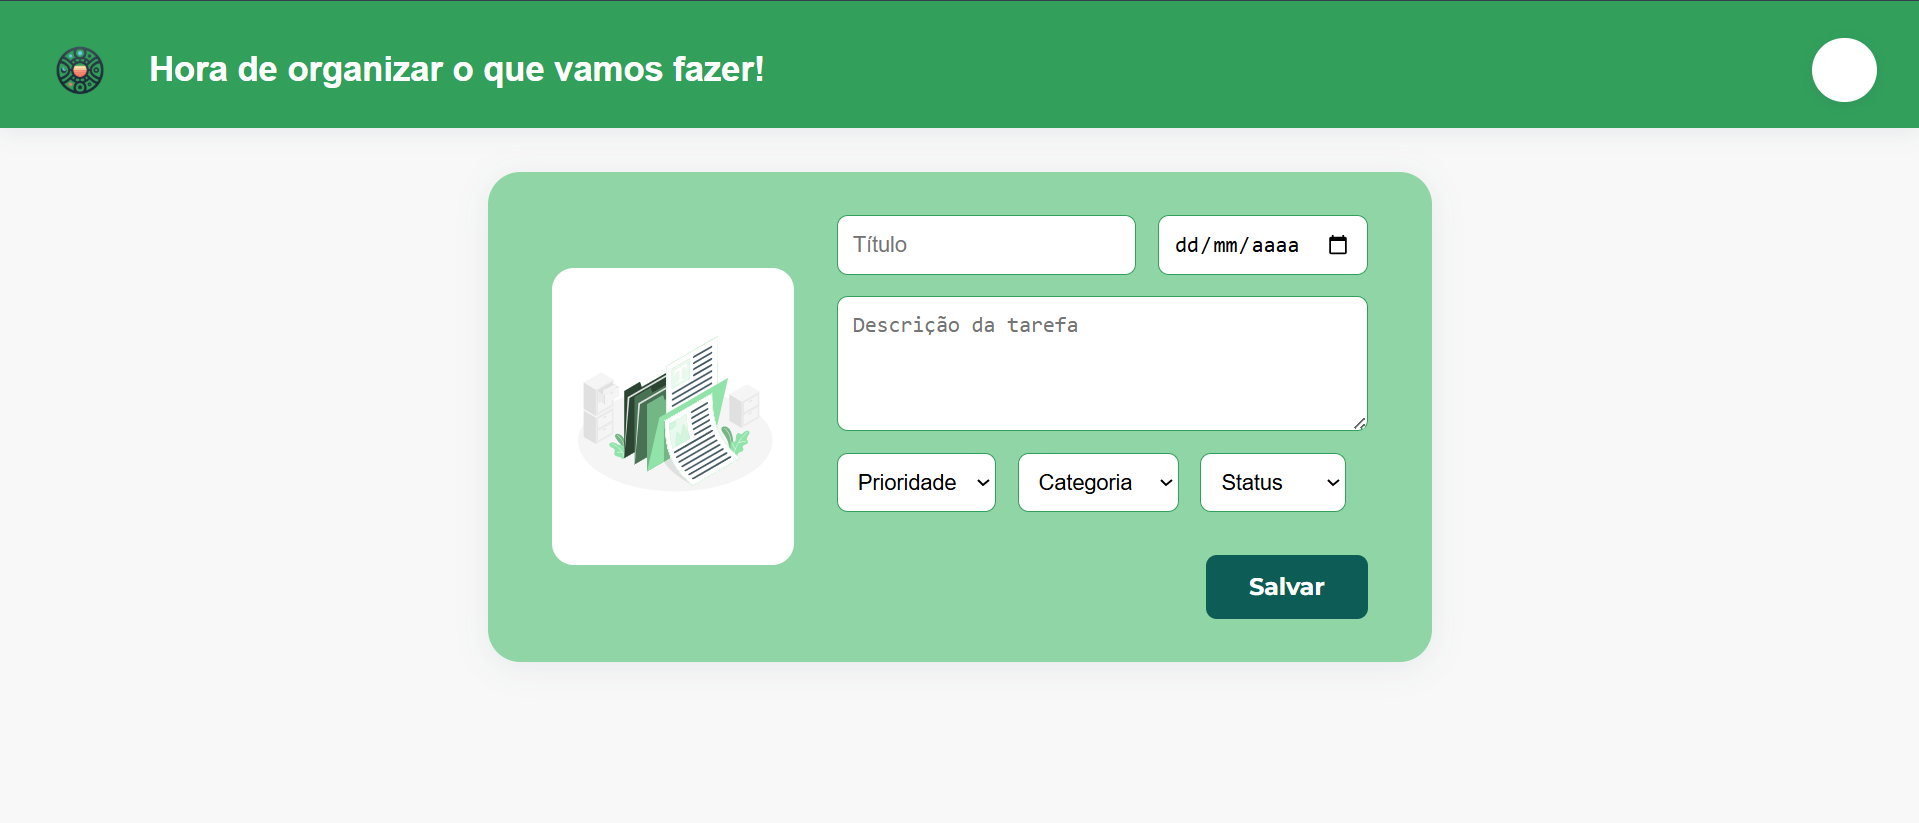 Hora de organizar o que vamos fazer!
Título
dd/mm/aaaa
Descrição da tarefa
Prioridade
Categoria
Status
Salvar